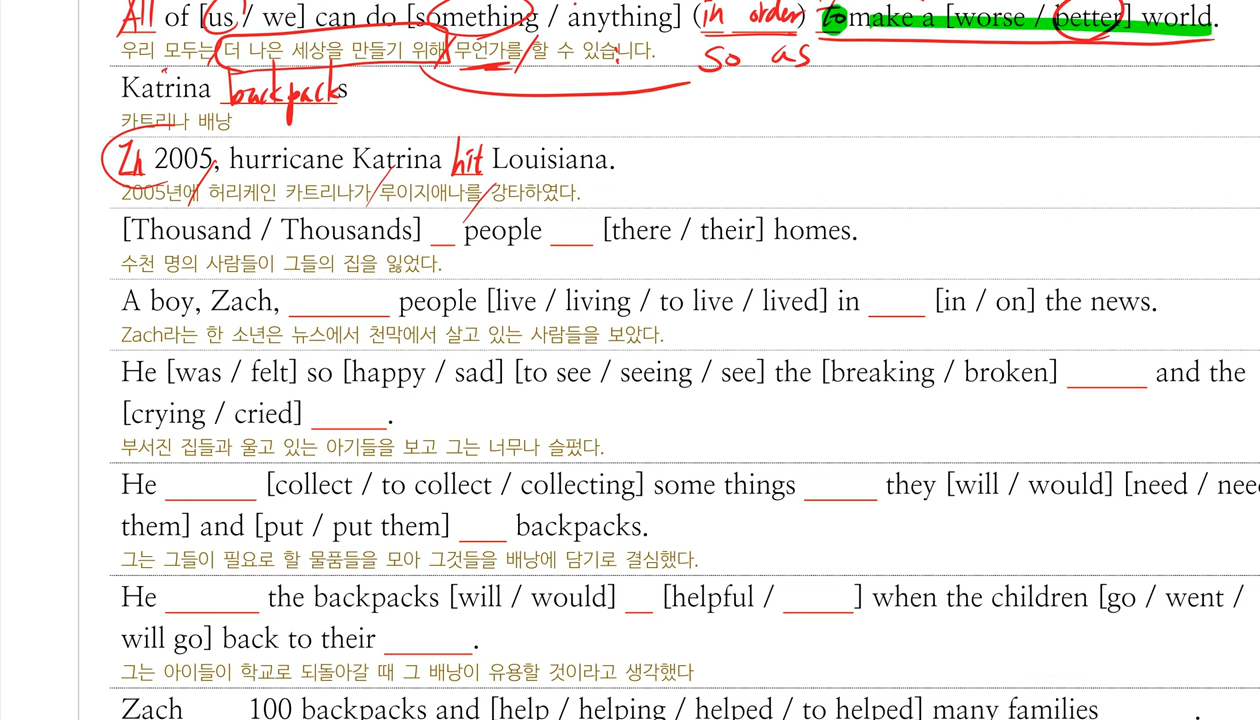 All of [us / we] can do [something / anything] (in order) to make a [worse / better] world.
우리 모두는 더 나은 세상을 만들기 위해 무언가를 할 수 있습니다.
so as
Katrina backpacks
카트리나 배낭
In 2005, hurricane Katrina hit Louisiana.
2005년에 허리케인 카트리나가 루이지애나를 강타하였다.
[Thousand / Thousands] __ people ___ [there / their] homes.
수천 명의 사람들이 그들의 집을 잃었다.
A boy, Zach, _______ people [live / living / to live / lived] in ____ [in / on] the news.
Zach라는 한 소년은 뉴스에서 천막에서 살고 있는 사람들을 보았다.
He [was / felt] so [happy / sad] [to see / seeing / see] the [breaking / broken] ______ and the
[crying / cried] _____.
부서진 집들과 울고 있는 아기들을 보고 그는 너무나 슬펐다.
He ______ [collect / to collect / collecting] some things _____ they [will / would] [need / nee
them] and [put / put them] ___ backpacks.
그는 그들이 필요로 할 물품들을 모아 그것들을 배낭에 담기로 결심했다.
He ______ the backpacks [will / would] __ [helpful / _____] when the children [go / went /
will go] back to their ______.
그는 아이들이 학교로 되돌아갈 때 그 배낭이 유용할 것이라고 생각했다
Zach ____ 100 backpacks and [help / helping / helped / to helped] many families ______.